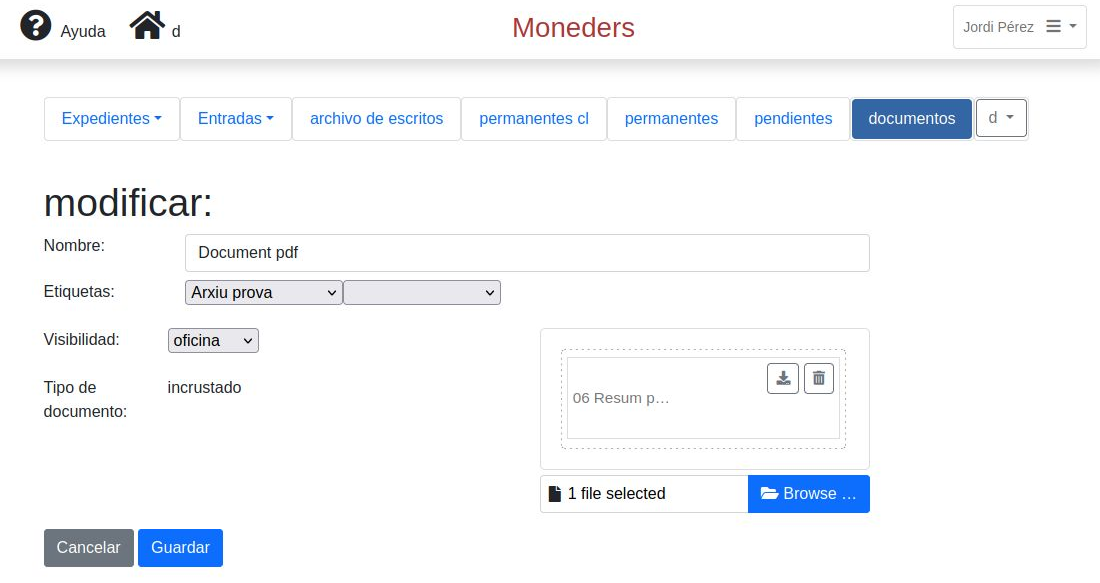 Ayuda d Moneders Jordi Pérez
Expedientes Entradas archivo de escritos permanentes cl permanentes pendientes documentos d
modificar:
Nombre: Document pdf
Etiquetas: Arxiu prova
Visibilidad: oficina
Tipo de documento: incrustado
06 Resum p…
1 file selected Browse …
Cancelar Guardar